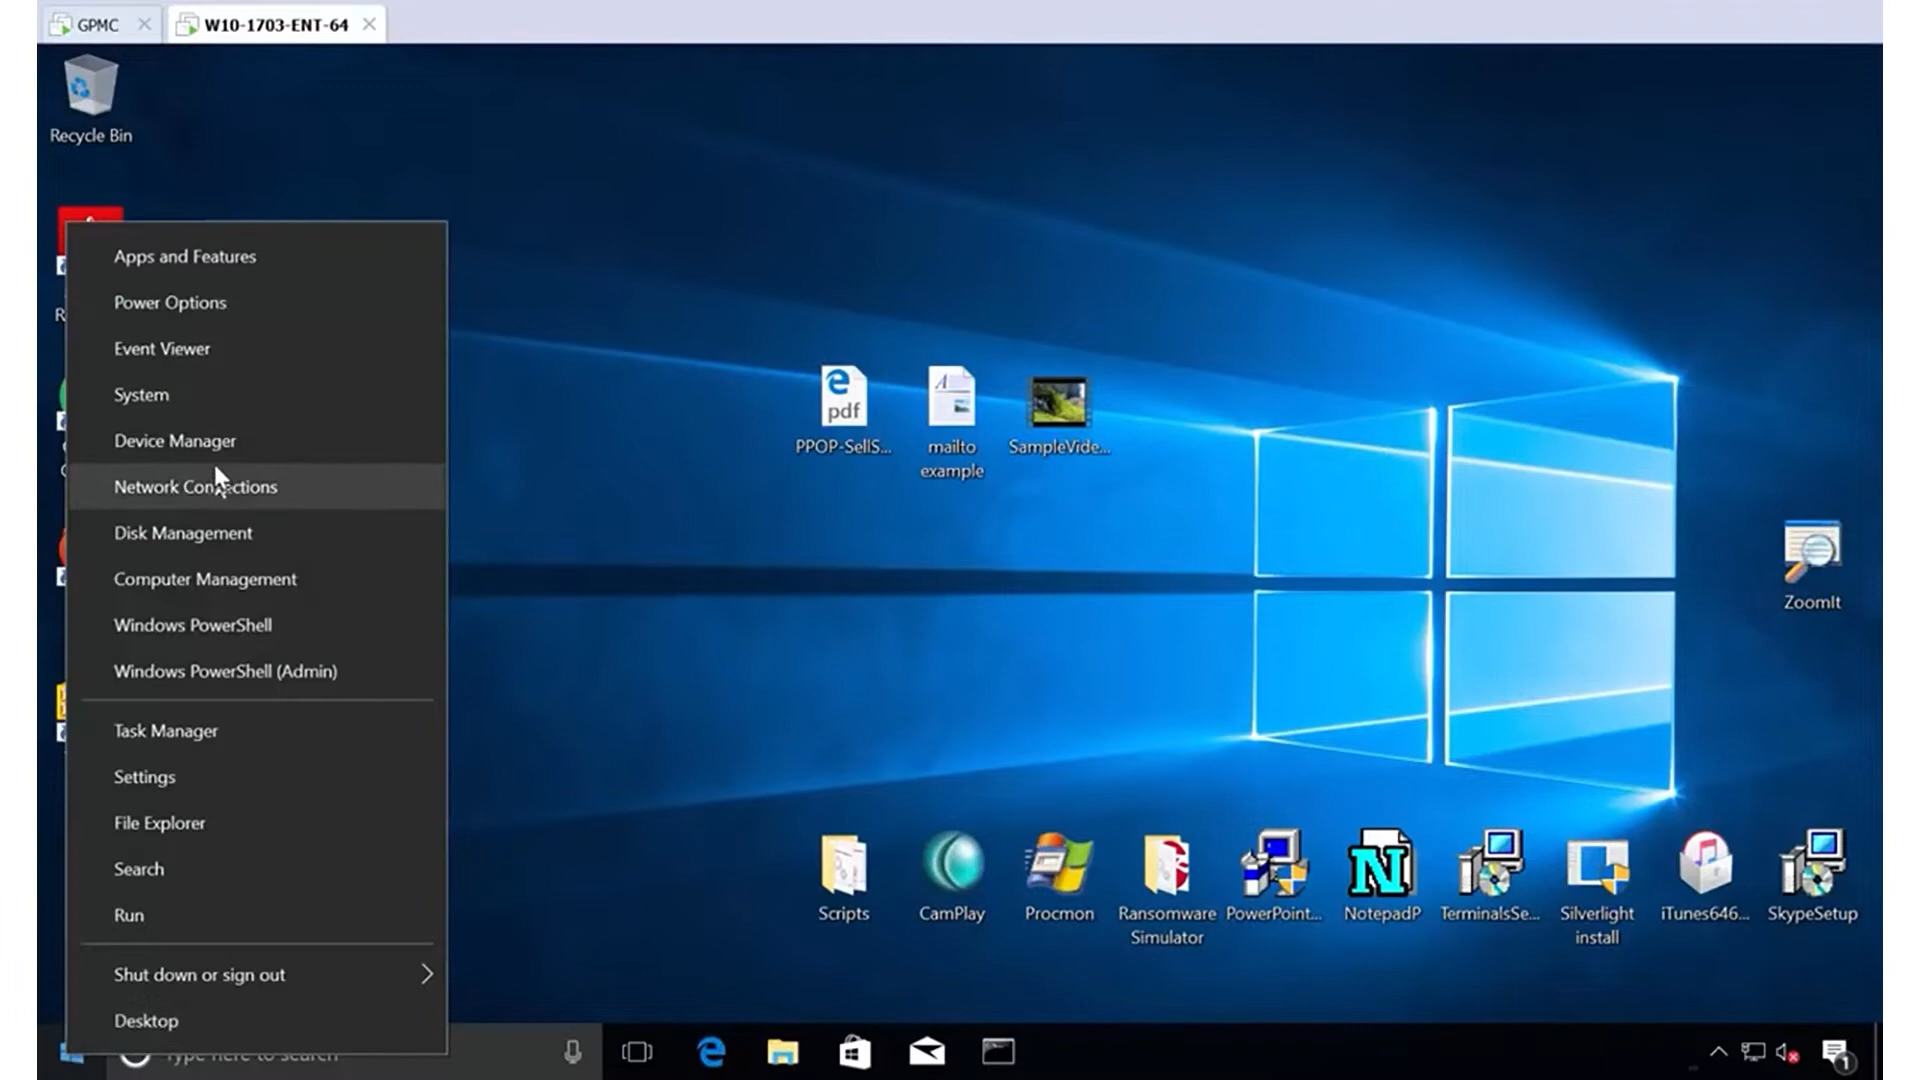 GPMC
W10-1703-ENT-64
Recycle Bin
Apps and Features
Power Options
Event Viewer
System
Device Manager
Network Connections
Disk Management
Computer Management
Windows PowerShell
Windows PowerShell (Admin)
Task Manager
Settings
File Explorer
Search
Run
Shut down or sign out
Desktop
Type here to search
pdf
PPOP-SellS...
mailto
example
SampleVide...
ZoomIt
Scripts
CamPlay
Procmon
Ransomware
Simulator
PowerPoint...
NotepadP
TerminalsSe...
Silverlight
install
iTunes646...
SkypeSetup
1